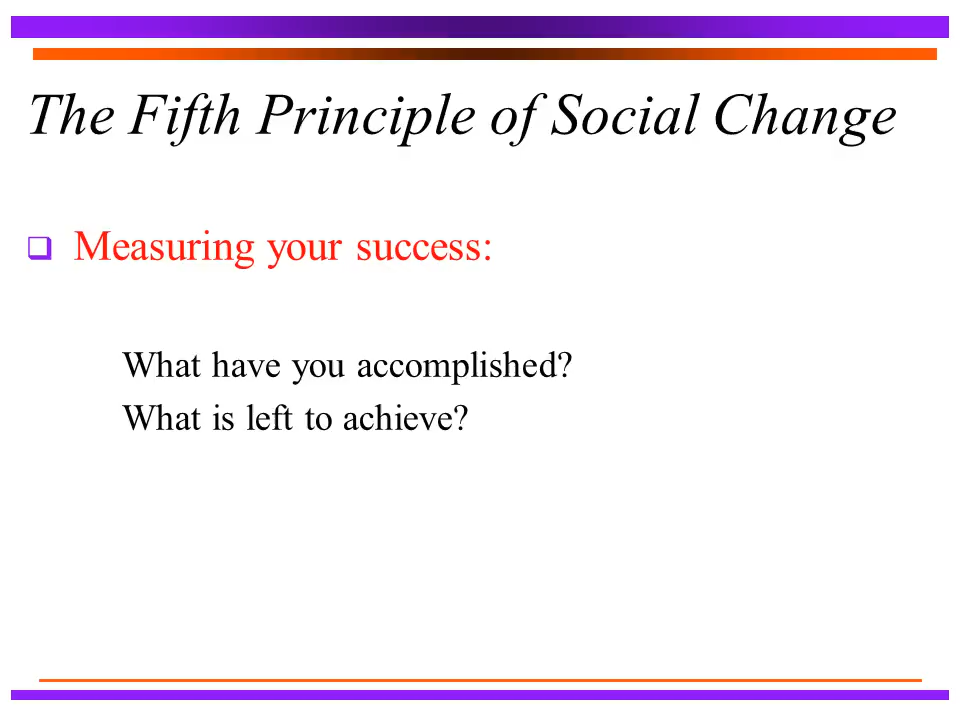 The Fifth Principle of Social Change
Measuring your success:
What have you accomplished?
What is left to achieve?